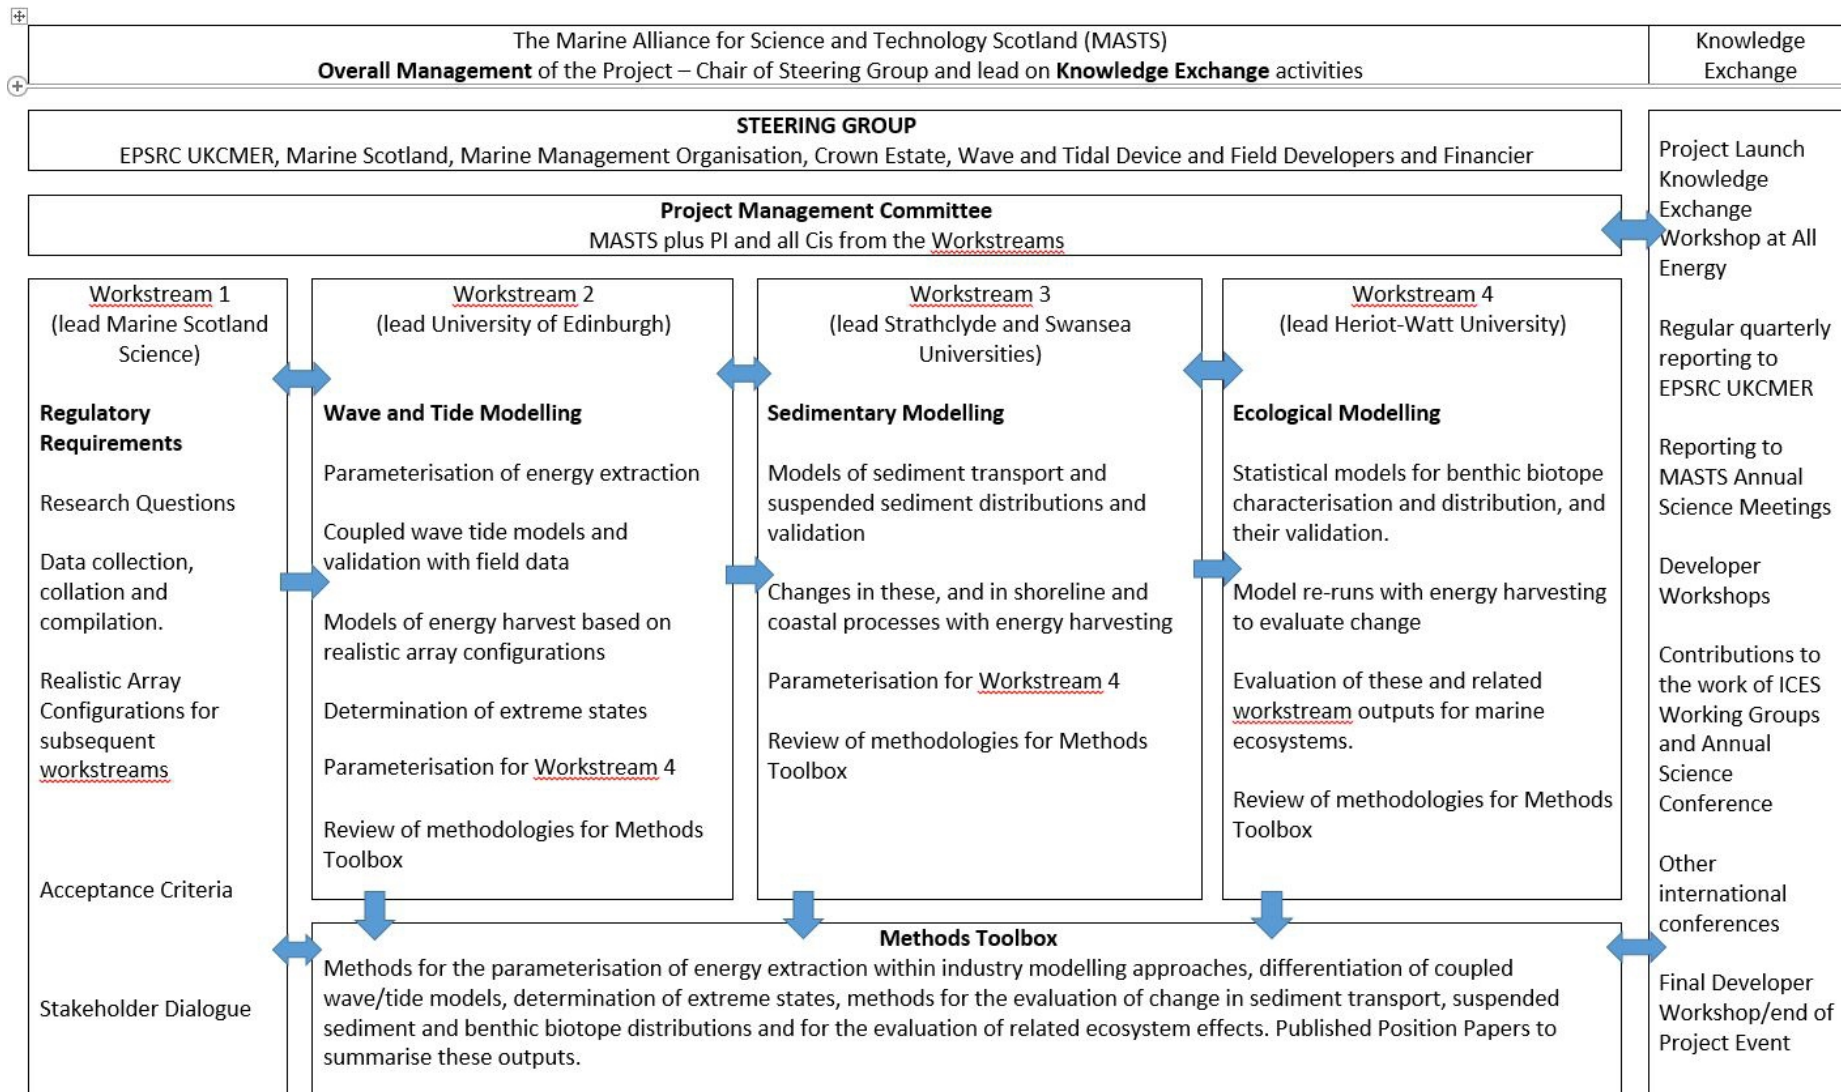 The Marine Alliance for Science and Technology Scotland (MASTS)
Overall Management of the Project – Chair of Steering Group and lead on Knowledge Exchange activities
Knowledge
Exchange
STEERING GROUP
EPSRC UKCMER, Marine Scotland, Marine Management Organisation, Crown Estate, Wave and Tidal Device and Field Developers and Financier
Project Management Committee
MASTS plus PI and all Cis from the Workstreams
Workstream 1
(lead Marine Scotland
Science)
Regulatory
Requirements
Research Questions
Data collection,
collation and
compilation.
Realistic Array
Configurations for
subsequent
workstreams
Acceptance Criteria
Stakeholder Dialogue
Workstream 2
(lead University of Edinburgh)
Wave and Tide Modelling
Parameterisation of energy extraction
Coupled wave tide models and
validation with field data
Models of energy harvest based on
realistic array configurations
Determination of extreme states
Parameterisation for Workstream 4
Review of methodologies for Methods
Toolbox
Workstream 3
(lead Strathclyde and Swansea
Universities)
Sedimentary Modelling
Models of sediment transport and
suspended sediment distributions and
validation
Changes in these, and in shoreline and
coastal processes with energy harvesting
Parameterisation for Workstream 4
Review of methodologies for Methods
Toolbox
Workstream 4
(lead Heriot-Watt University)
Ecological Modelling
Statistical models for benthic biotope
characterisation and distribution, and
their validation.
Model re-runs with energy harvesting
to evaluate change
Evaluation of these and related
workstream outputs for marine
ecosystems.
Review of methodologies for Methods
Toolbox
Methods Toolbox
Methods for the parameterisation of energy extraction within industry modelling approaches, differentiation of coupled
wave/tide models, determination of extreme states, methods for the evaluation of change in sediment transport, suspended
sediment and benthic biotope distributions and for the evaluation of related ecosystem effects. Published Position Papers to
summarise these outputs.
Project Launch
Knowledge
Exchange
Workshop at All
Energy
Regular quarterly
reporting to
EPSRC UKCMER
Reporting to
MASTS Annual
Science Meetings
Developer
Workshops
Contributions to
the work of ICES
Working Groups
and Annual
Science
Conference
Other
international
conferences
Final Developer
Workshop/end of
Project Event